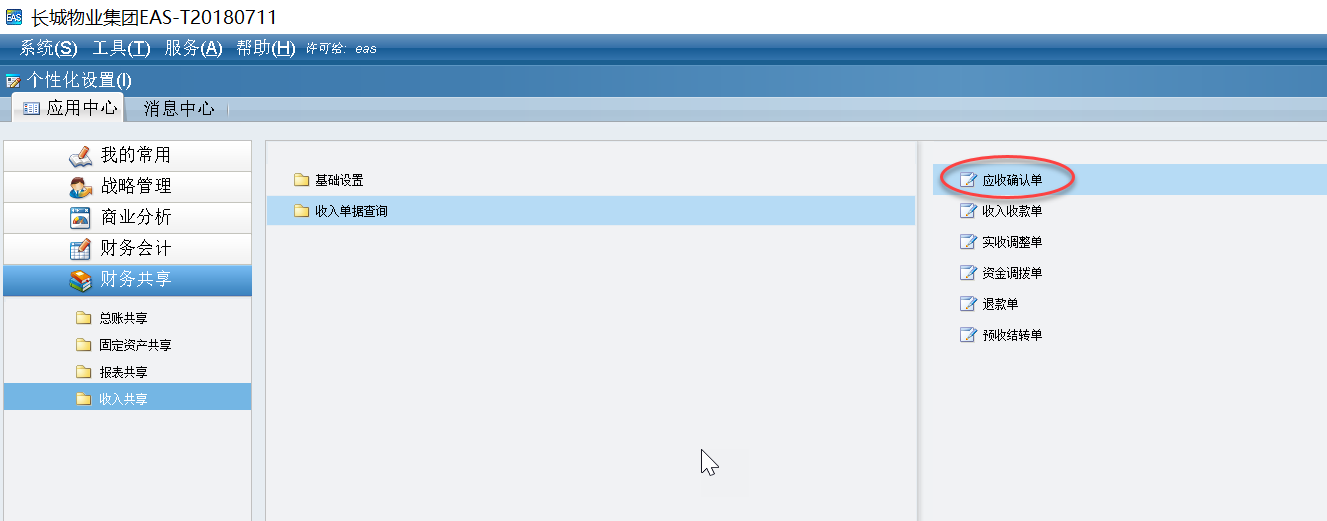 长城物业集团EAS-T20180711
系统(S) 工具(T) 服务(A) 帮助(H) 许可给: eas
个性化设置(I)
应用中心 消息中心
我的常用
战略管理
商业分析
财务会计
财务共享
总账共享
固定资产共享
报表共享
收入共享
基础设置
收入单据查询
应收确认单
收入收款单
实收调整单
资金调拨单
退款单
预收结转单